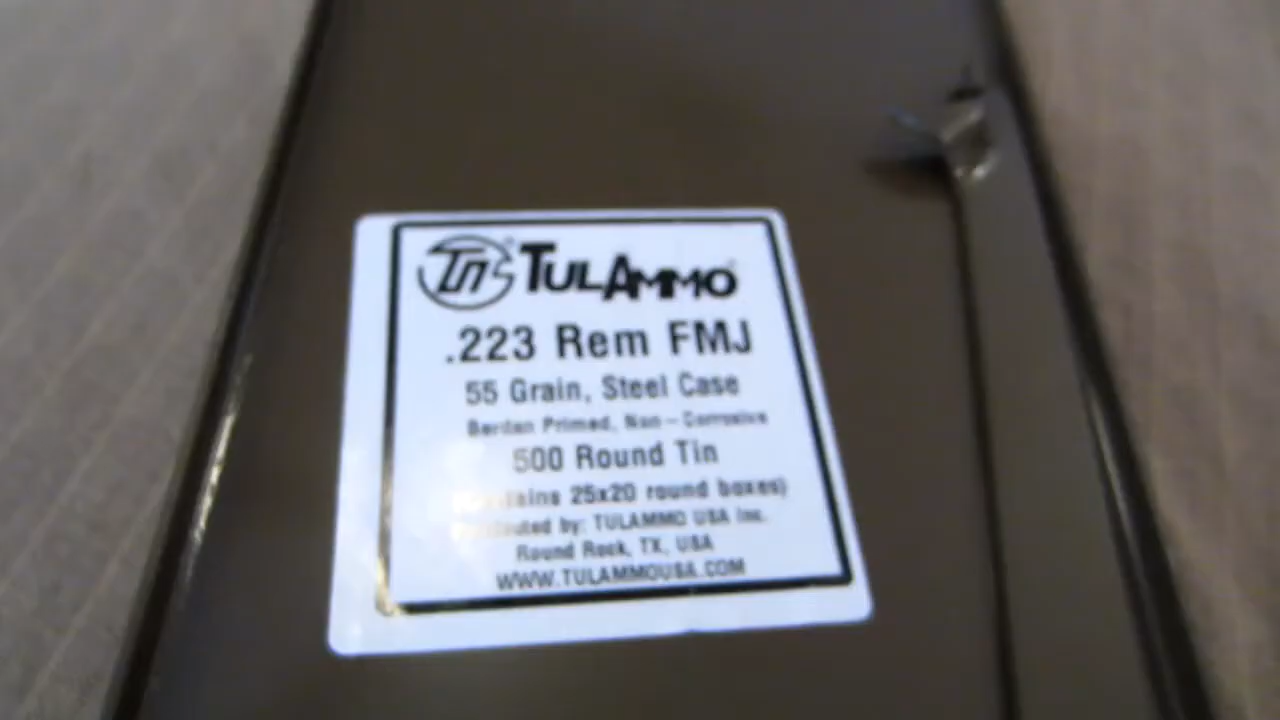 TULAMMO
.223 Rem FMJ
55 Grain, Steel Case
Berdan Primed, Non-Corrosive
500 Round Tin
25x20 round boxes)
by: TULAMMO USA Inc.
Round Rock, TX, USA
WWW.TULAMMOUSA.COM